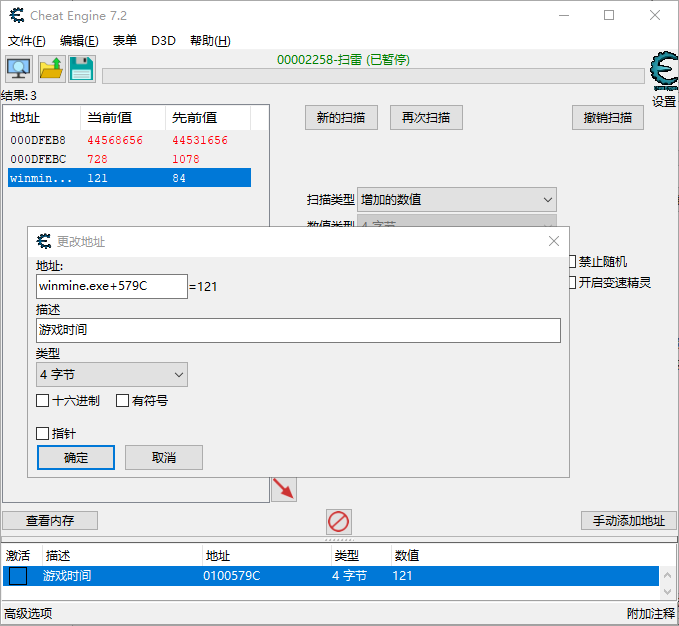 Cheat Engine 7.2
文件(F) 编辑(E) 表单 D3D 帮助(H)
00002258-扫雷 (已暂停)
设置
结果: 3
地址 当前值 先前值
000DFEB8 44568656 44531656
000DFEBC 728 1078
winmin... 121 84
新的扫描 再次扫描 撤销扫描
扫描类型 增加的数值
数值类型 4 字节
禁止随机
开启变速精灵
更改地址
地址:
winmine.exe+579C =121
描述
游戏时间
类型
4 字节
十六进制 有符号
指针
确定 取消
查看内存 手动添加地址
激活 描述 地址 类型 数值
游戏时间 0100579C 4 字节 121
高级选项 附加注释